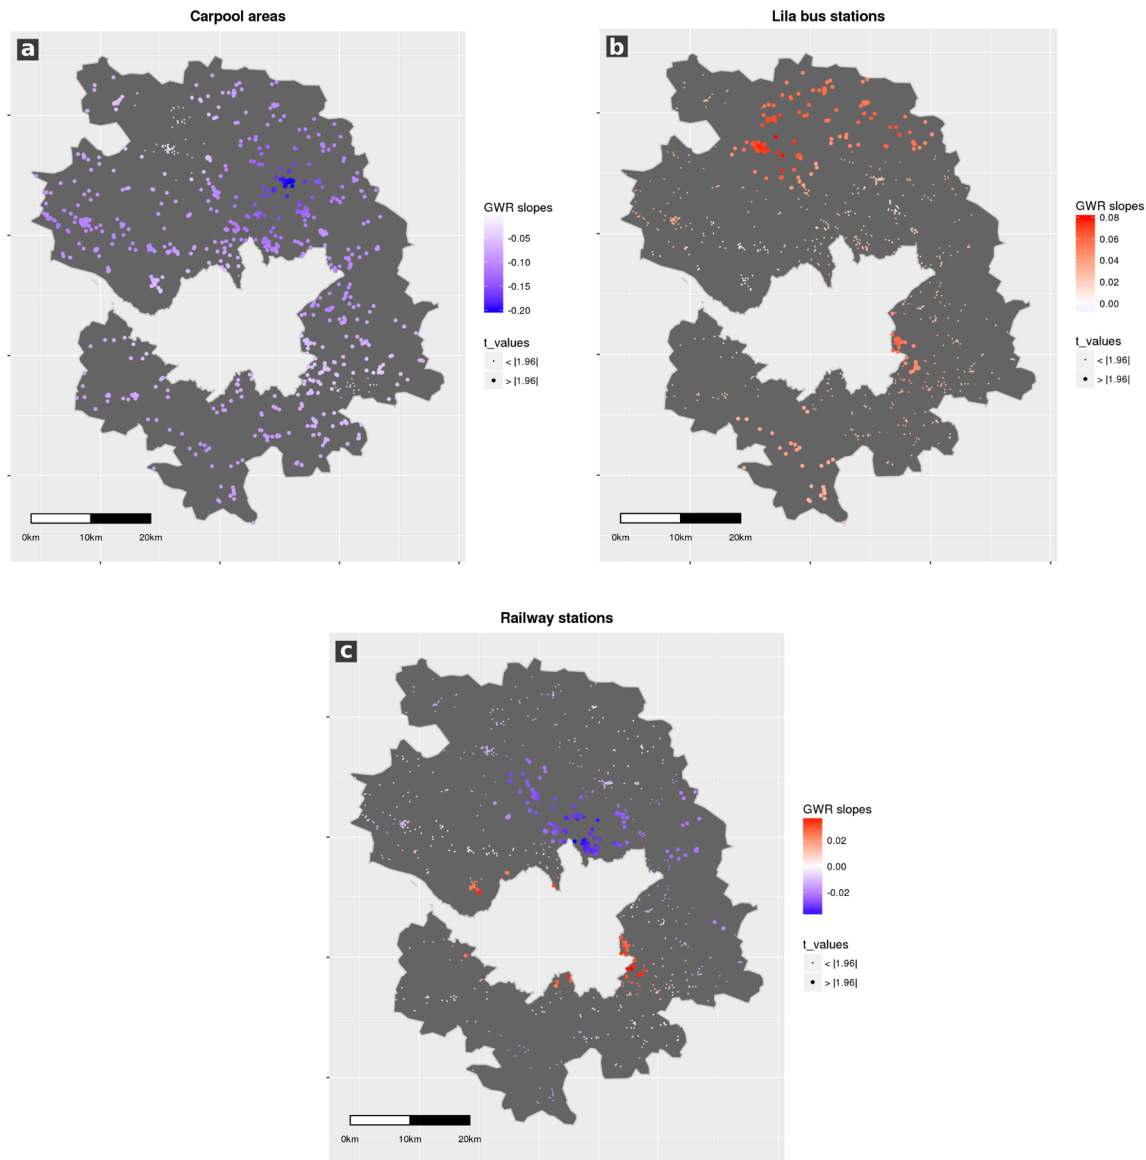 Carpool areas
a
GWR slopes
-0.05
-0.10
-0.15
-0.20
t_values
< |1.96|
> |1.96|
0km 10km 20km
Lila bus stations
b
GWR slopes
0.08
0.06
0.04
0.02
0.00
t_values
< |1.96|
> |1.96|
0km 10km 20km
Railway stations
c
GWR slopes
0.02
0.00
-0.02
t_values
< |1.96|
> |1.96|
0km 10km 20km